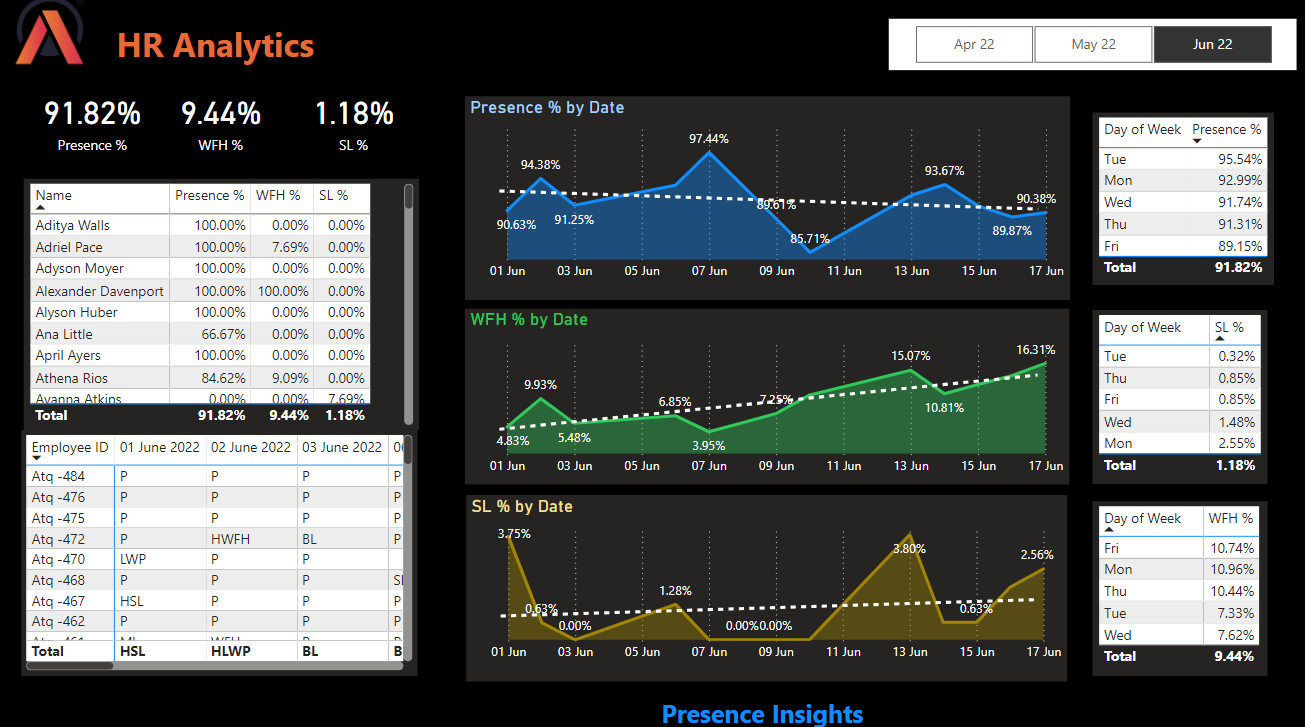 HR Analytics
Apr 22 May 22 Jun 22
91.82% 9.44% 1.18%
Presence % WFH % SL %
Name Presence % WFH % SL %
Aditya Walls 100.00% 0.00% 0.00%
Adriel Pace 100.00% 7.69% 0.00%
Adyson Moyer 100.00% 0.00% 0.00%
Alexander Davenport 100.00% 100.00% 0.00%
Alyson Huber 100.00% 0.00% 0.00%
Ana Little 66.67% 0.00% 0.00%
April Ayers 100.00% 0.00% 0.00%
Athena Rios 84.62% 9.09% 0.00%
Ayanna Atkins 0.00% 0.00% 7.69%
Total 91.82% 9.44% 1.18%
Employee ID 01 June 2022 02 June 2022 03 June 2022 06
Atq -484 P P P P
Atq -476 P P P P
Atq -475 P P P P
Atq -472 P HWFH BL P
Atq -470 LWP P P P
Atq -468 P P P
Atq -467 HSL P P P
Atq -462 P P P P
Atq -461 ML WFH P P
Total HSL HLWP BL B
Presence % by Date
97.44%
94.38%
93.67%
90.38%
91.25%
89.61%
90.63%
89.87%
85.71%
01 Jun 03 Jun 05 Jun 07 Jun 09 Jun 11 Jun 13 Jun 15 Jun 17 Jun
WFH % by Date
16.31%
15.07%
9.93%
6.85%
7.25%
10.81%
4.83%
5.48%
3.95%
01 Jun 03 Jun 05 Jun 07 Jun 09 Jun 11 Jun 13 Jun 15 Jun 17 Jun
SL % by Date
3.75%
3.80%
2.56%
1.28%
0.63%
0.63%
0.00%
0.00%
0.00%
01 Jun 03 Jun 05 Jun 07 Jun 09 Jun 11 Jun 13 Jun 15 Jun 17 Jun
Day of Week Presence %
Tue 95.54%
Mon 92.99%
Wed 91.74%
Thu 91.31%
Fri 89.15%
Total 91.82%
Day of Week SL %
Tue 0.32%
Thu 0.85%
Fri 0.85%
Wed 1.48%
Mon 2.55%
Total 1.18%
Day of Week WFH %
Fri 10.74%
Mon 10.96%
Thu 10.44%
Tue 7.33%
Wed 7.62%
Total 9.44%
Presence Insights